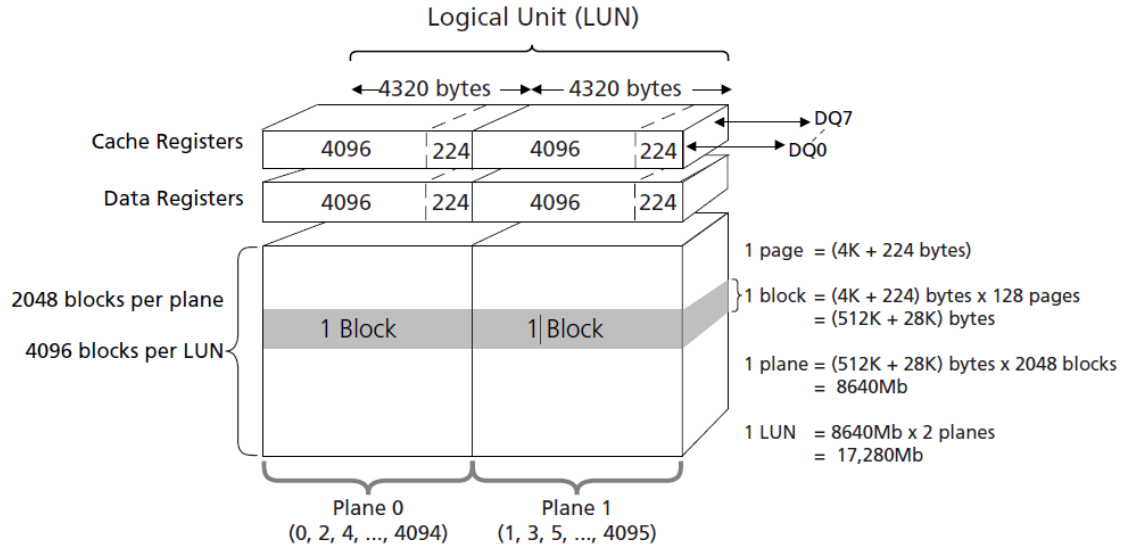 Logical Unit (LUN)
4320 bytes 4320 bytes
Cache Registers
4096 224 4096 224
DQ7
DQ0
Data Registers
4096 224 4096 224
1 page = (4K + 224 bytes)
2048 blocks per plane
4096 blocks per LUN
1 Block 1 Block
1 block = (4K + 224) bytes x 128 pages
= (512K + 28K) bytes
1 plane = (512K + 28K) bytes x 2048 blocks
= 8640Mb
1 LUN = 8640Mb x 2 planes
= 17,280Mb
Plane 0
(0, 2, 4, ..., 4094)
Plane 1
(1, 3, 5, ..., 4095)